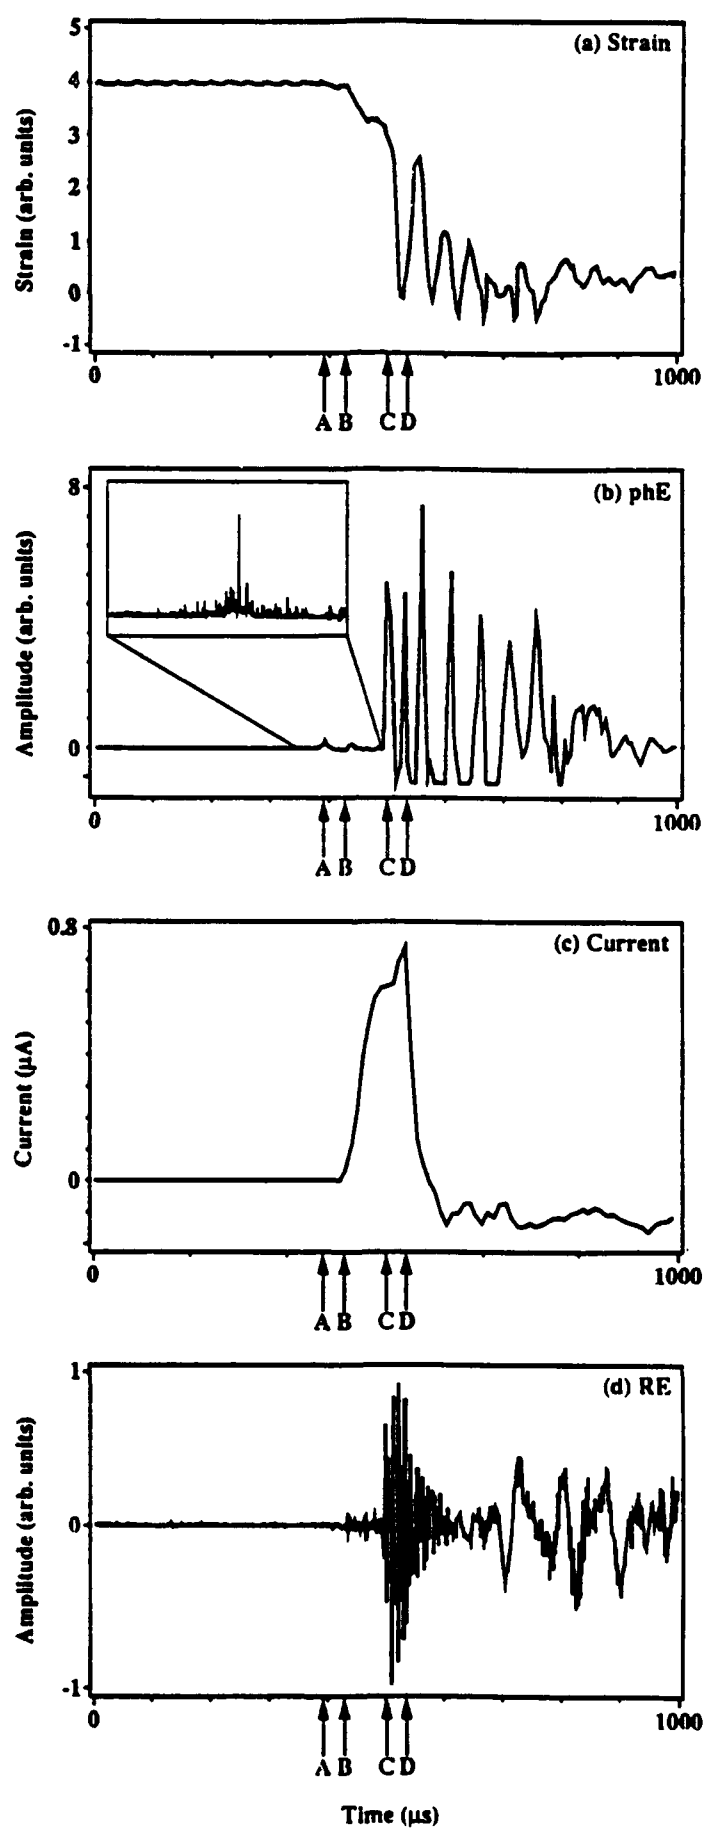 (a) Strain
5
4
3
2
1
0
-1
Strain (arb. units)
0
1000
A B C D
(b) phE
8
0
Amplitude (arb. units)
0
1000
A B C D
(c) Current
0.8
0
Current (μA)
0
1000
A B C D
(d) RE
1
0
-1
Amplitude (arb. units)
0
1000
A B C D
Time (μs)